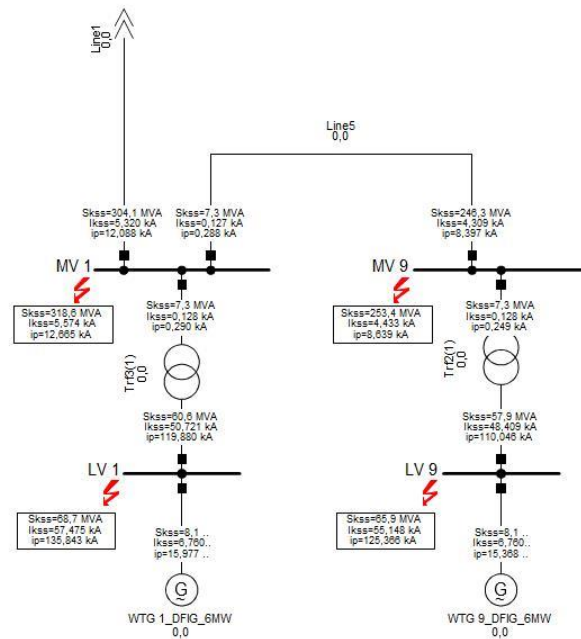 Line1
0,0
Line5
0,0
Skss=304,1 MVA
Ikss=5,320 kA
ip=12,088 kA
Skss=7,3 MVA
Ikss=0,127 kA
ip=0,288 kA
Skss=246,3 MVA
Ikss=4,309 kA
ip=8,397 kA
MV 1
MV 9
Skss=318,6 MVA
Ikss=5,574 kA
ip=12,665 kA
Skss=7,3 MVA
Ikss=0,128 kA
ip=0,290 kA
Skss=253,4 MVA
Ikss=4,433 kA
ip=8,639 kA
Skss=7,3 MVA
Ikss=0,128 kA
ip=0,249 kA
Trf3(1)
0,0
Trf2(1)
0,0
Skss=60,6 MVA
Ikss=50,721 kA
ip=119,880 kA
Skss=57,9 MVA
Ikss=48,409 kA
ip=110,046 kA
LV 1
LV 9
Skss=68,7 MVA
Ikss=57,475 kA
ip=135,843 kA
Skss=8,1 ..
Ikss=6,760..
ip=15,977 ..
Skss=65,9 MVA
Ikss=55,148 kA
ip=125,366 kA
Skss=8,1 ..
Ikss=6,760..
ip=15,368 ..
G
~
G
~
WTG 1_DFIG_6MW
0,0
WTG 9_DFIG_6MW
0,0